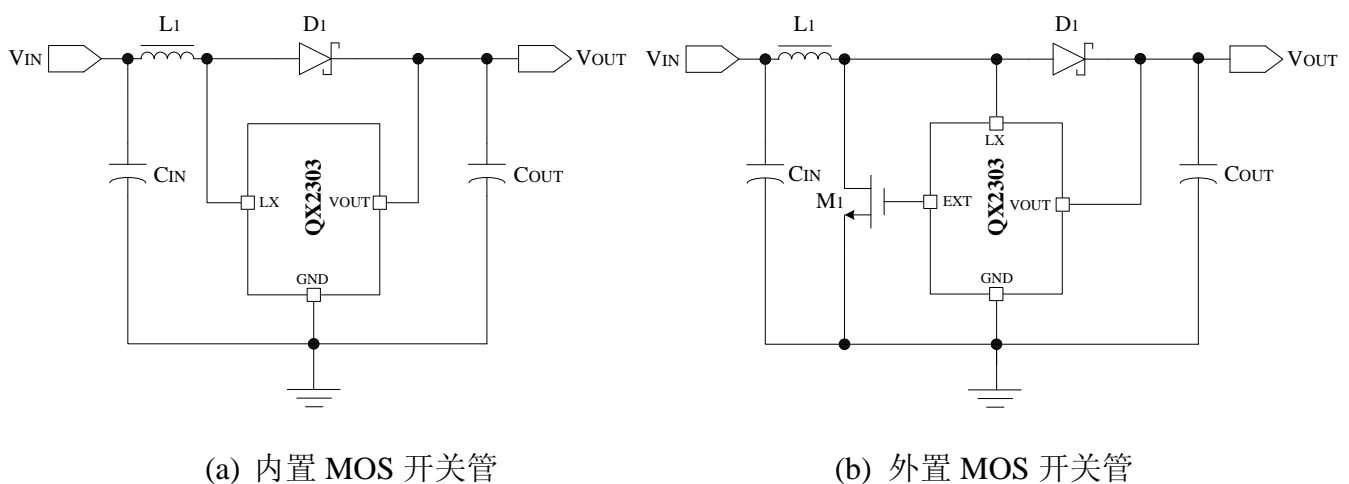 L1
D1
VIN
VOUT
CIN
QX2303
LX
VOUT
COUT
GND
(a) 内置 MOS 开关管
L1
D1
VIN
VOUT
LX
CIN
M1
EXT
QX2303
VOUT
COUT
GND
(b) 外置 MOS 开关管